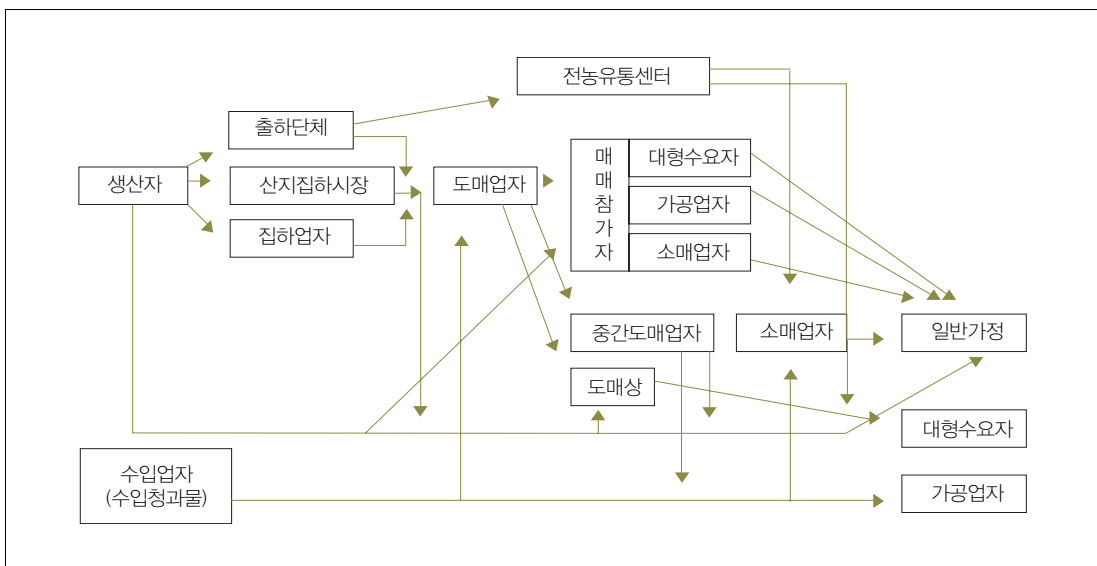 전농유통센터
출하단체
생산자
산지집하시장
집하업자
도매업자
매매참가자
대형수요자
가공업자
소매업자
중간도매업자
소매업자
일반가정
도매상
대형수요자
수입업자
(수입청과물)
가공업자